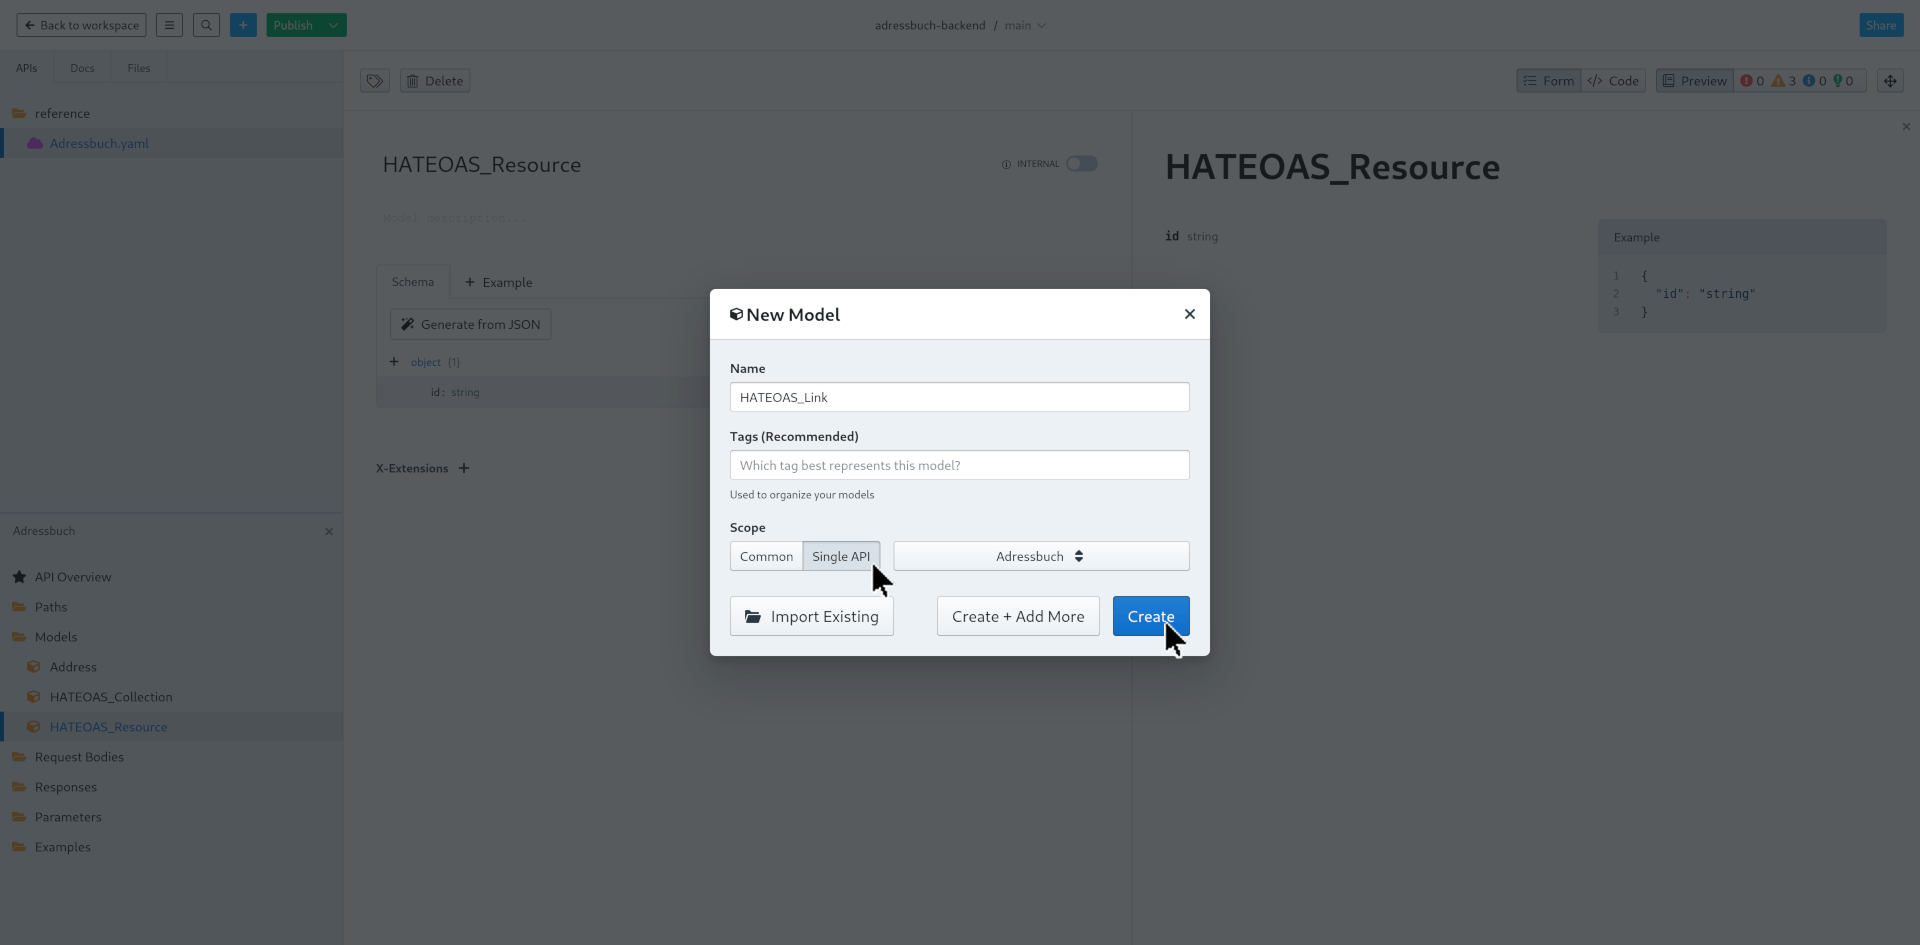 Back to workspace
Publish
adressbuch-backend / main
Share
APIs Docs Files
reference
Adressbuch.yaml
Delete
Form </> Code Preview 0 3 0 0
HATEOAS_Resource
INTERNAL
Model description...
Schema + Example
Generate from JSON
+ object {1}
id: string
X-Extensions +
HATEOAS_Resource
id string
Example
1 {
2 "id": "string"
3 }
New Model
Name
HATEOAS_Link
Tags (Recommended)
Which tag best represents this model?
Used to organize your models
Scope
Common Single API Adressbuch
Import Existing Create + Add More Create
Adressbuch
API Overview
Paths
Models
Address
HATEOAS_Collection
HATEOAS_Resource
Request Bodies
Responses
Parameters
Examples